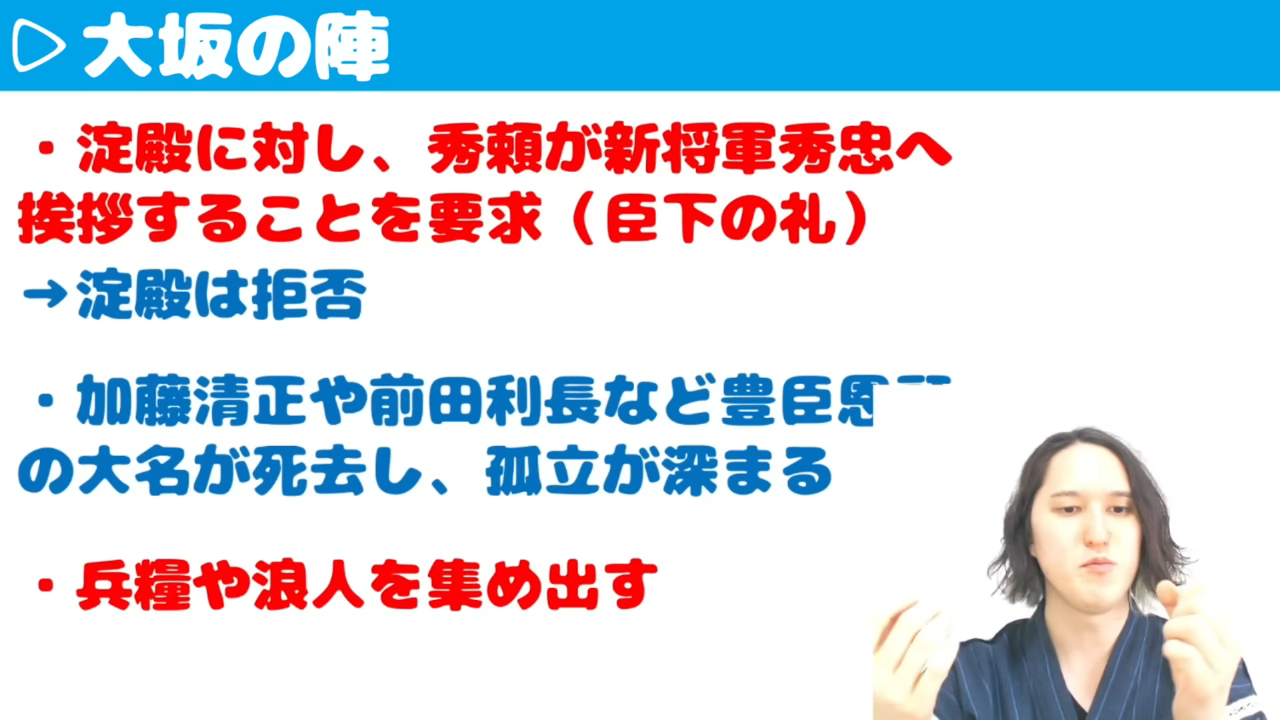 大坂の陣
・淀殿に対し、秀頼が新将軍秀忠へ
挨拶することを要求（臣下の礼）
→淀殿は拒否
・加藤清正や前田利長など豊臣恩
の大名が死去し、孤立が深まる
・兵糧や浪人を集め出す